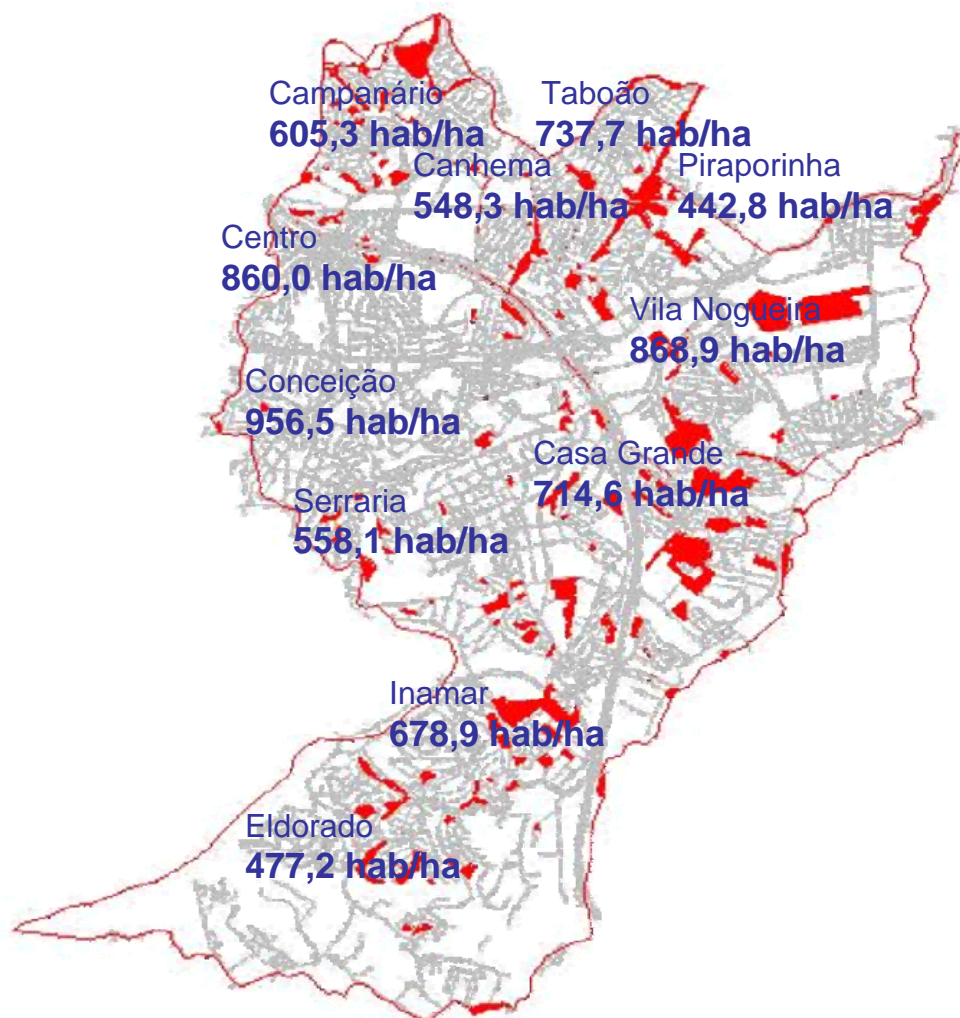 Campanário
605,3 hab/ha
Taboão
737,7 hab/ha
Canhema
548,3 hab/ha
Piraporinha
442,8 hab/ha
Centro
860,0 hab/ha
Vila Nogueira
868,9 hab/ha
Conceição
956,5 hab/ha
Casa Grande
714,6 hab/ha
Serraria
558,1 hab/ha
Inamar
678,9 hab/ha
Eldorado
477,2 hab/ha